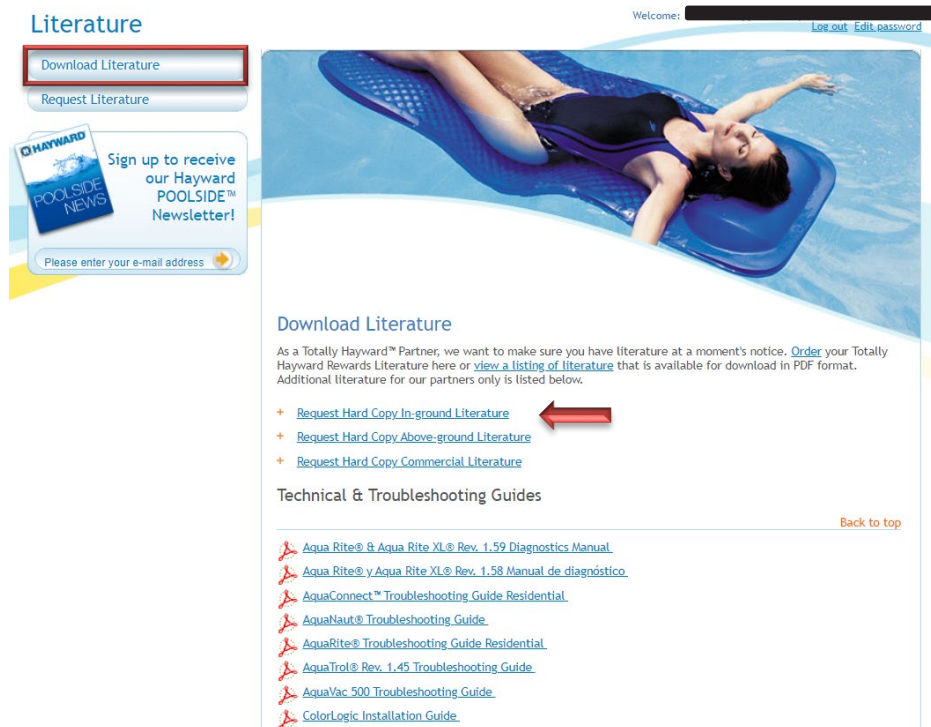 Literature
Welcome:
Log out Edit password
Download Literature
Request Literature
HAYWARD
POOLSIDE
NEWS
Sign up to receive
our Hayward
POOLSIDE™
Newsletter!
Please enter your e-mail address
Download Literature
As a Totally Hayward™ Partner, we want to make sure you have literature at a moment's notice. Order your Totally
Hayward Rewards Literature here or view a listing of literature that is available for download in PDF format.
Additional literature for our partners only is listed below.
+ Request Hard Copy In-ground Literature
+ Request Hard Copy Above-ground Literature
+ Request Hard Copy Commercial Literature
Technical & Troubleshooting Guides
Back to top
Aqua Rite® & Aqua Rite XL® Rev. 1.59 Diagnostics Manual
Aqua Rite® y Aqua Rite XL® Rev. 1.58 Manual de diagnóstico
AquaConnect™ Troubleshooting Guide Residential
AquaNaut® Troubleshooting Guide
AquaRite® Troubleshooting Guide Residential
AquaTrol® Rev. 1.45 Troubleshooting Guide
AquaVac 500 Troubleshooting Guide
ColorLogic Installation Guide